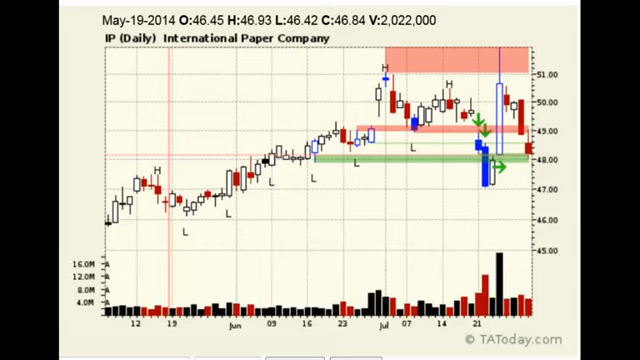 May-19-2014 O:46.45 H:46.93 L:46.42 C:46.84 V:2,022,000
IP (Daily) International Paper Company
H
H
H
L
L
L
L
L
L
51.00
50.00
49.00
48.00
47.00
46.00
45.00
16.0M
12.0M
8.0M
4.0M
12 19 Jun 09 16 23 Jul 07 14 21
© TAToday.com